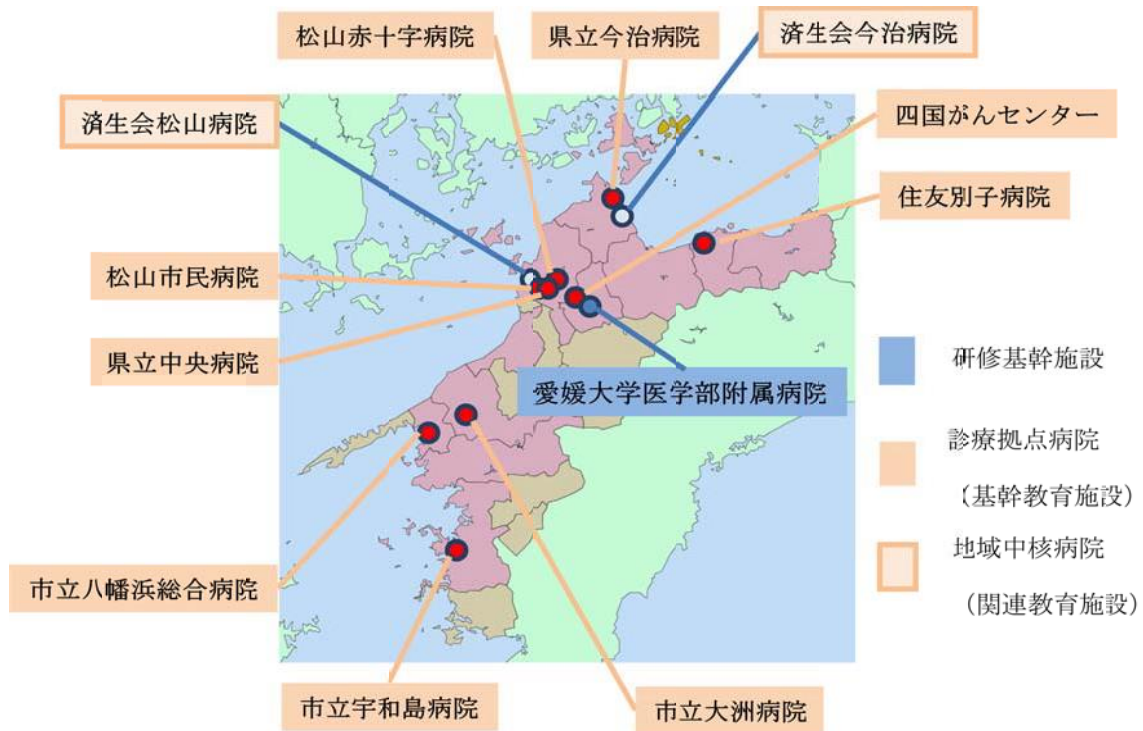 松山赤十字病院
県立今治病院
済生会今治病院
済生会松山病院
四国がんセンター
住友別子病院
松山市民病院
県立中央病院
愛媛大学医学部附属病院
研修基幹施設
診療拠点病院
（基幹教育施設）
地域中核病院
（関連教育施設）
市立八幡浜総合病院
市立宇和島病院
市立大洲病院